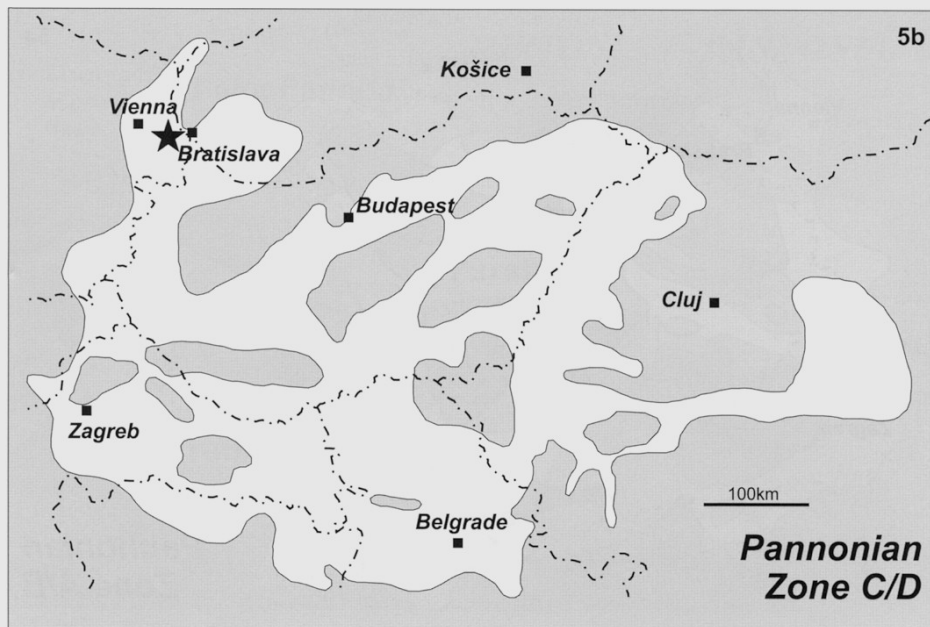 5b
Košice
Vienna
Bratislava
Budapest
Cluj
Zagreb
100km
Belgrade
Pannonian
Zone C/D